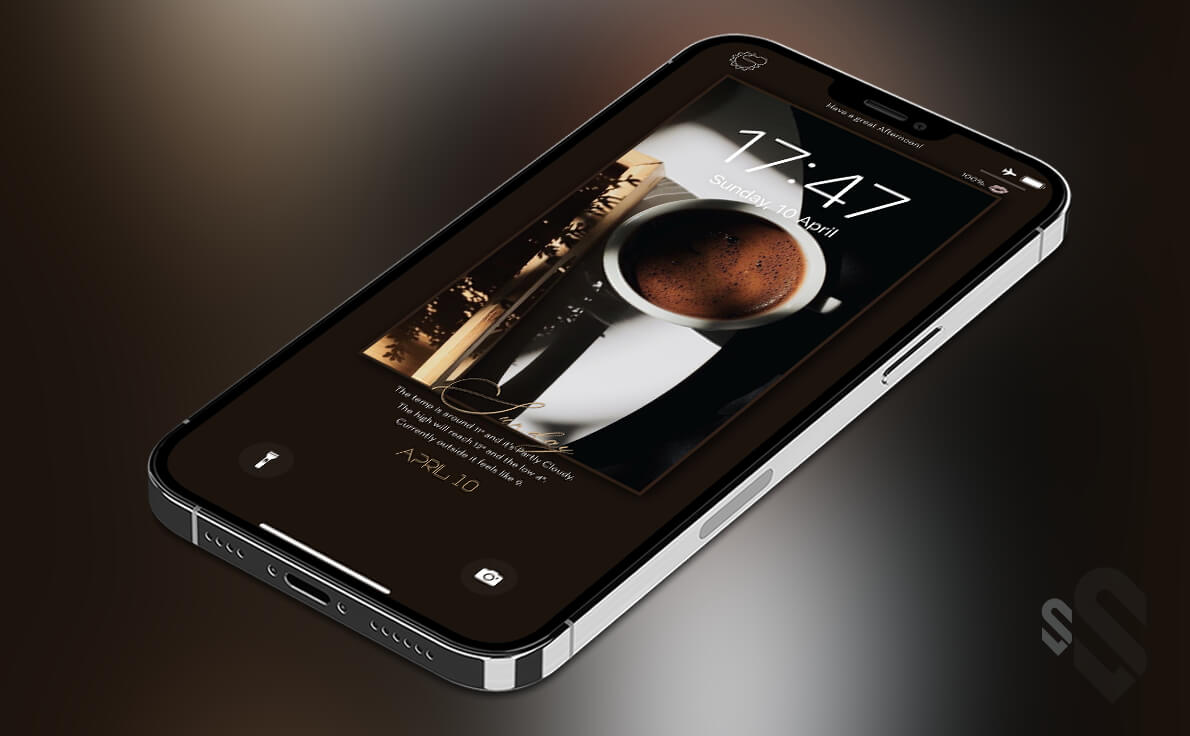 Have a great Afternoon!
100%
17:47
Sunday, 10 April
Sunday
The temp is around 11° and it's Partly Cloudy.
The high will reach 12° and the low 4°.
Currently outside it feels like 9.
APRIL 10